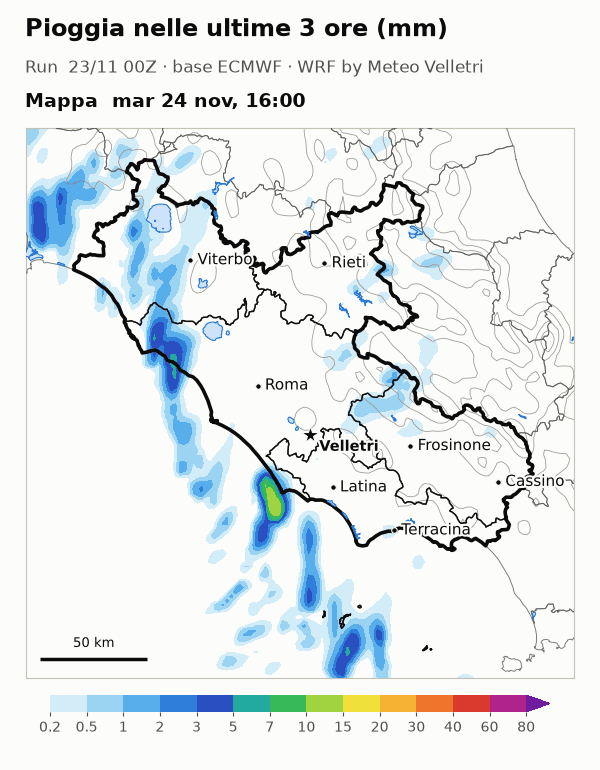 Pioggia nelle ultime 3 ore (mm)
Run  23/11 00Z · base ECMWF · WRF by Meteo Velletri
Mappa  mar 24 nov, 16:00
Viterbo
Rieti
Roma
Velletri
Frosinone
Latina
Cassino
Terracina
50 km
0.2 0.5 1 2 3 5 7 10 15 20 30 40 60 80